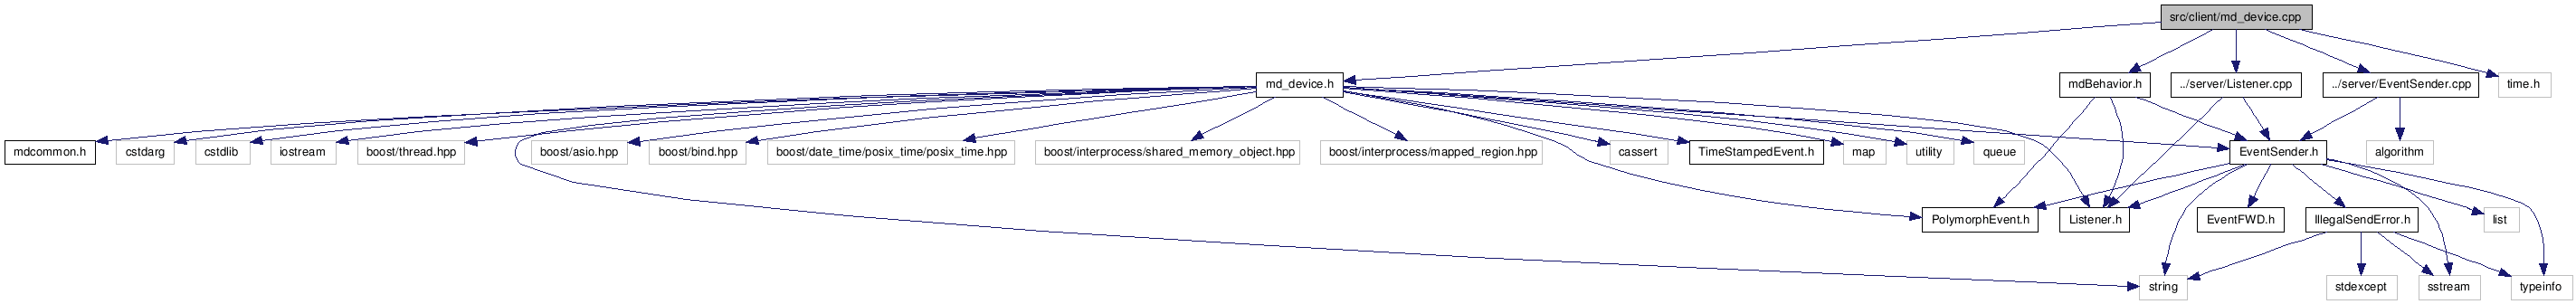 src/client/md_device.cpp
md_device.h
mdBehavior.h
../server/Listener.cpp
../server/EventSender.cpp
time.h
mdcommon.h
cstdarg
cstdlib
iostream
boost/thread.hpp
boost/asio.hpp
boost/bind.hpp
boost/date_time/posix_time/posix_time.hpp
boost/interprocess/shared_memory_object.hpp
boost/interprocess/mapped_region.hpp
cassert
TimeStampedEvent.h
map
utility
queue
EventSender.h
algorithm
PolymorphEvent.h
Listener.h
EventFWD.h
IllegalSendError.h
list
string
stdexcept
sstream
typeinfo